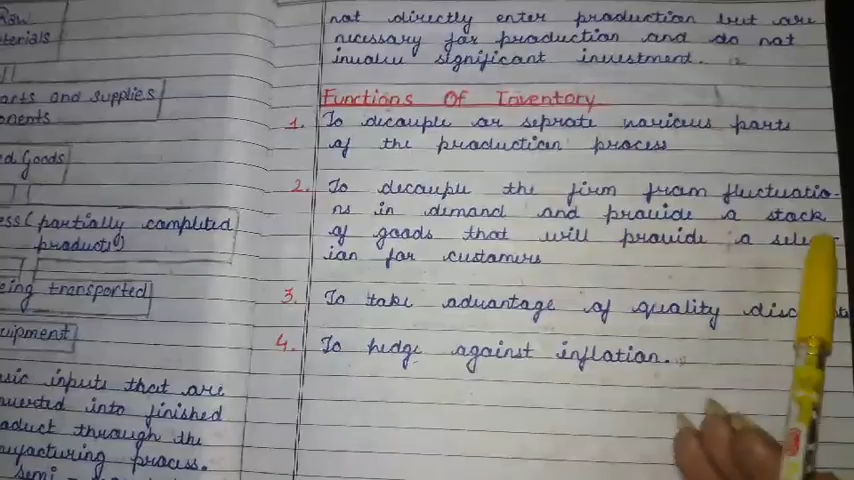 Raw
terials
arts and supplies
onents
d Goods
ess (partially completed
products)
eing transported
uipment
sic inputs that are
nverted into finished
oduct through the
nufacturing process.
semi -
not directly enter production but are
necessary for production and do not
involve significant investment.
Functions Of Inventory
1. To decouple or seprate various parts
of the production process
2. To decouple the firm from fluctuatio-
ns in demand and provide a stock
of goods that will provide a sele
ion for customers
3. To take advantage of quality disc
4. To hedge against inflation.